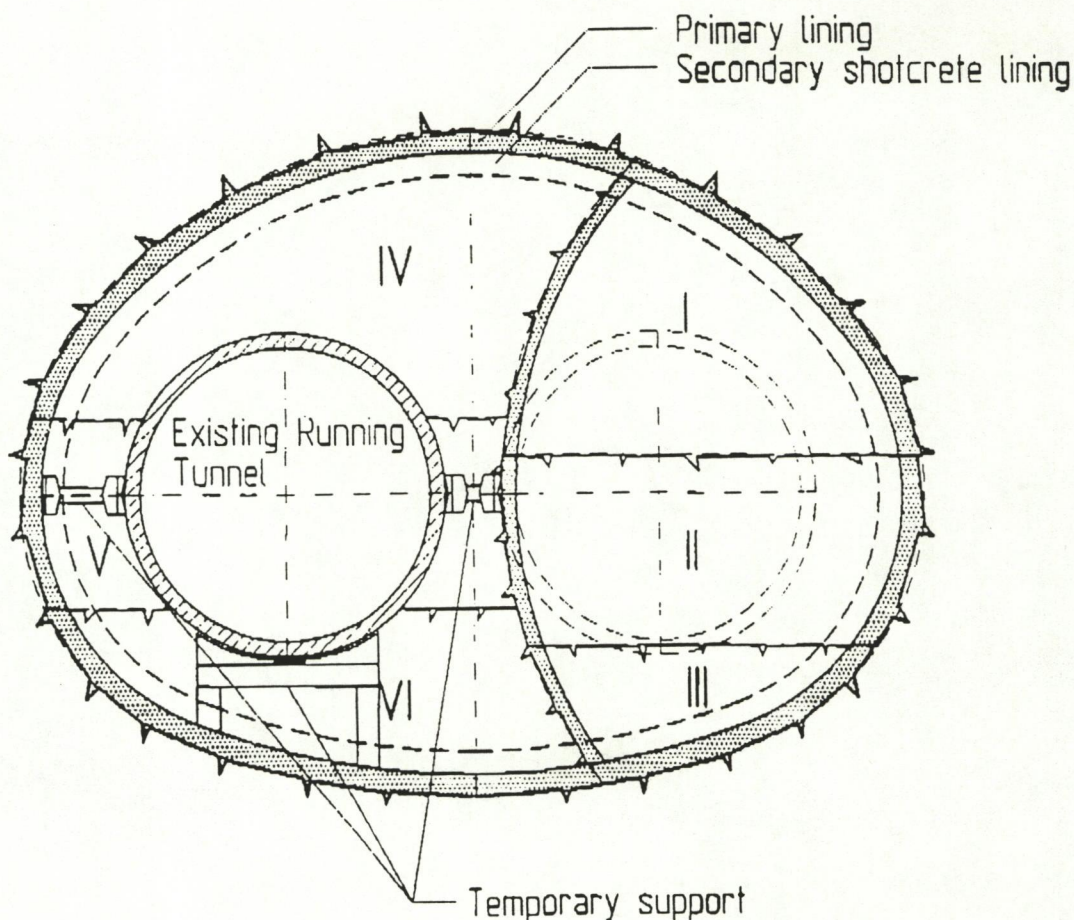 Primary lining
Secondary shotcrete lining
IV
I
Existing Running
Tunnel
II
V
III
VI
Temporary support